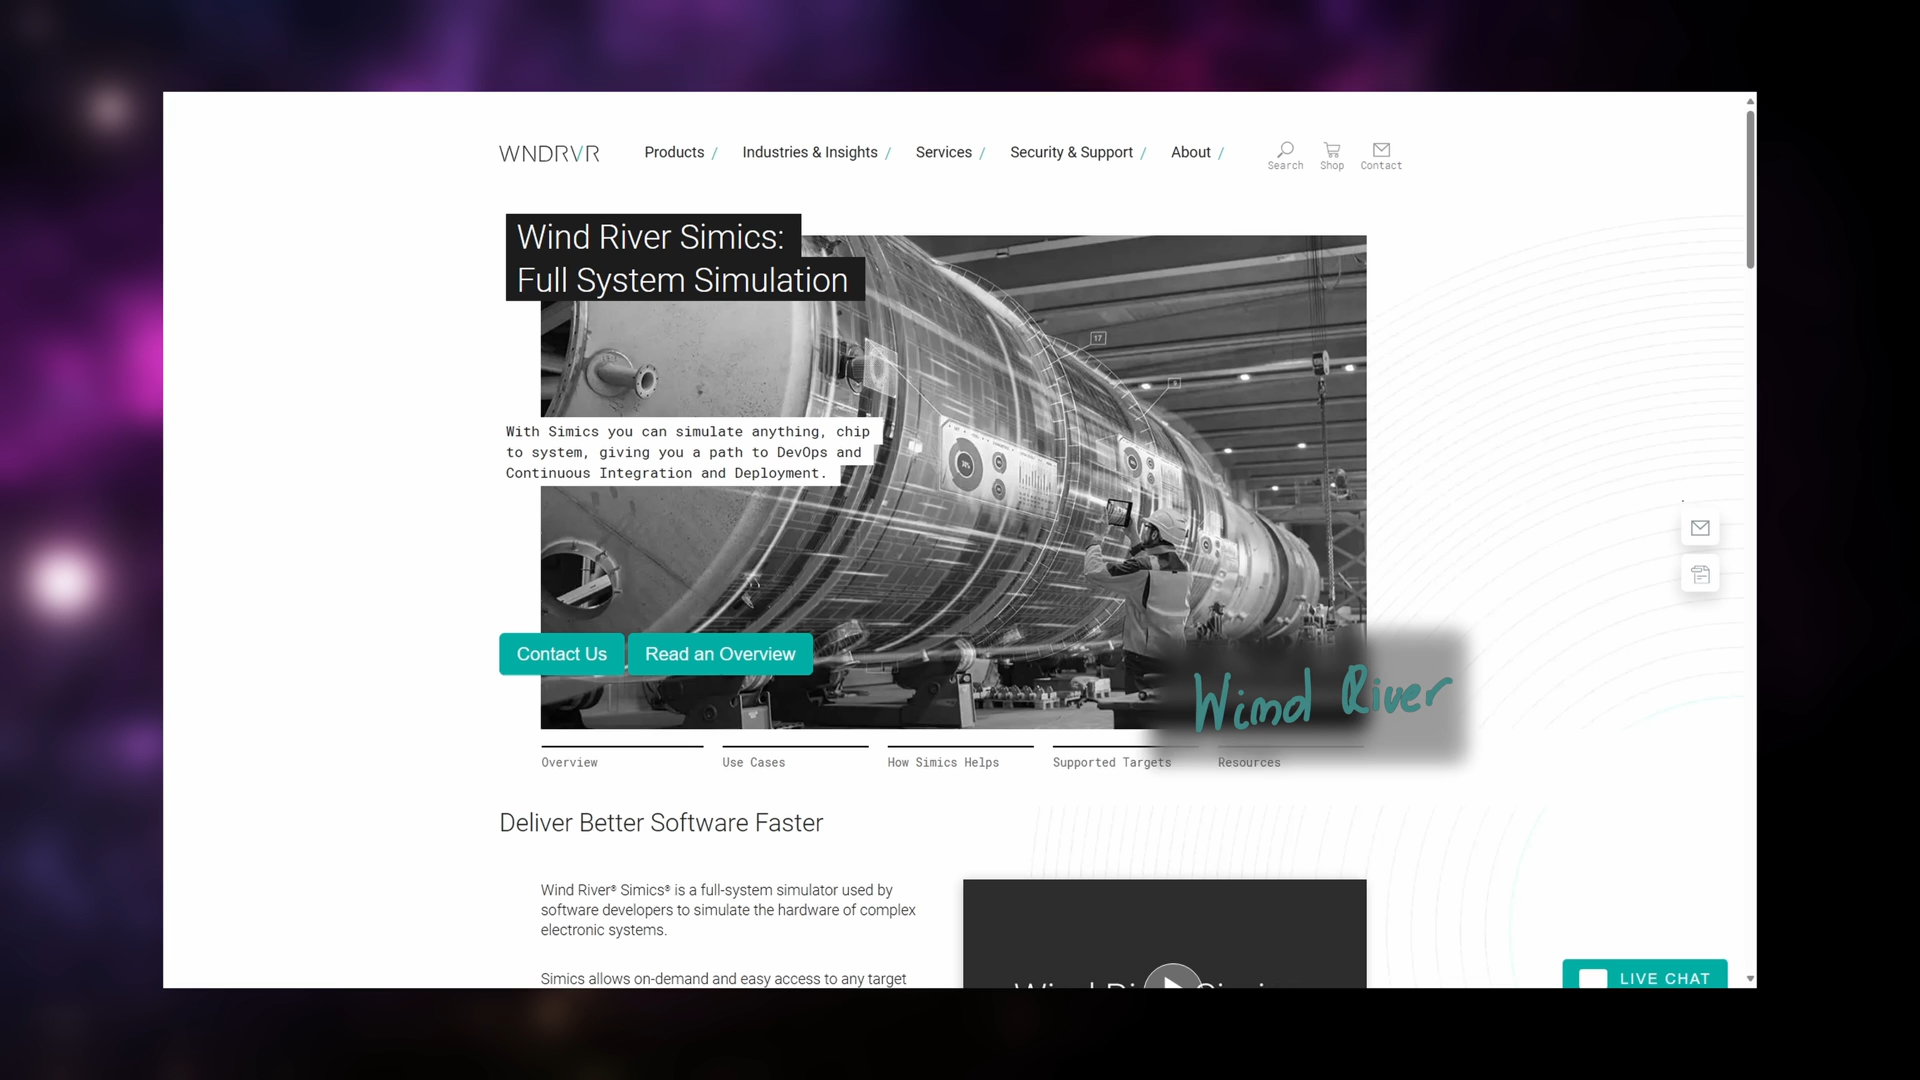 WNDRVR
Products /
Industries & Insights /
Services /
Security & Support /
About /
Search
Shop
Contact
Wind River Simics:
Full System Simulation
17
With Simics you can simulate anything, chip
to system, giving you a path to DevOps and
Continuous Integration and Deployment.
Contact Us
Read an Overview
Wind River
Overview
Use Cases
How Simics Helps
Supported Targets
Resources
Deliver Better Software Faster
Wind River® Simics® is a full-system simulator used by
software developers to simulate the hardware of complex
electronic systems.
Simics allows on-demand and easy access to any target
LIVE CHAT